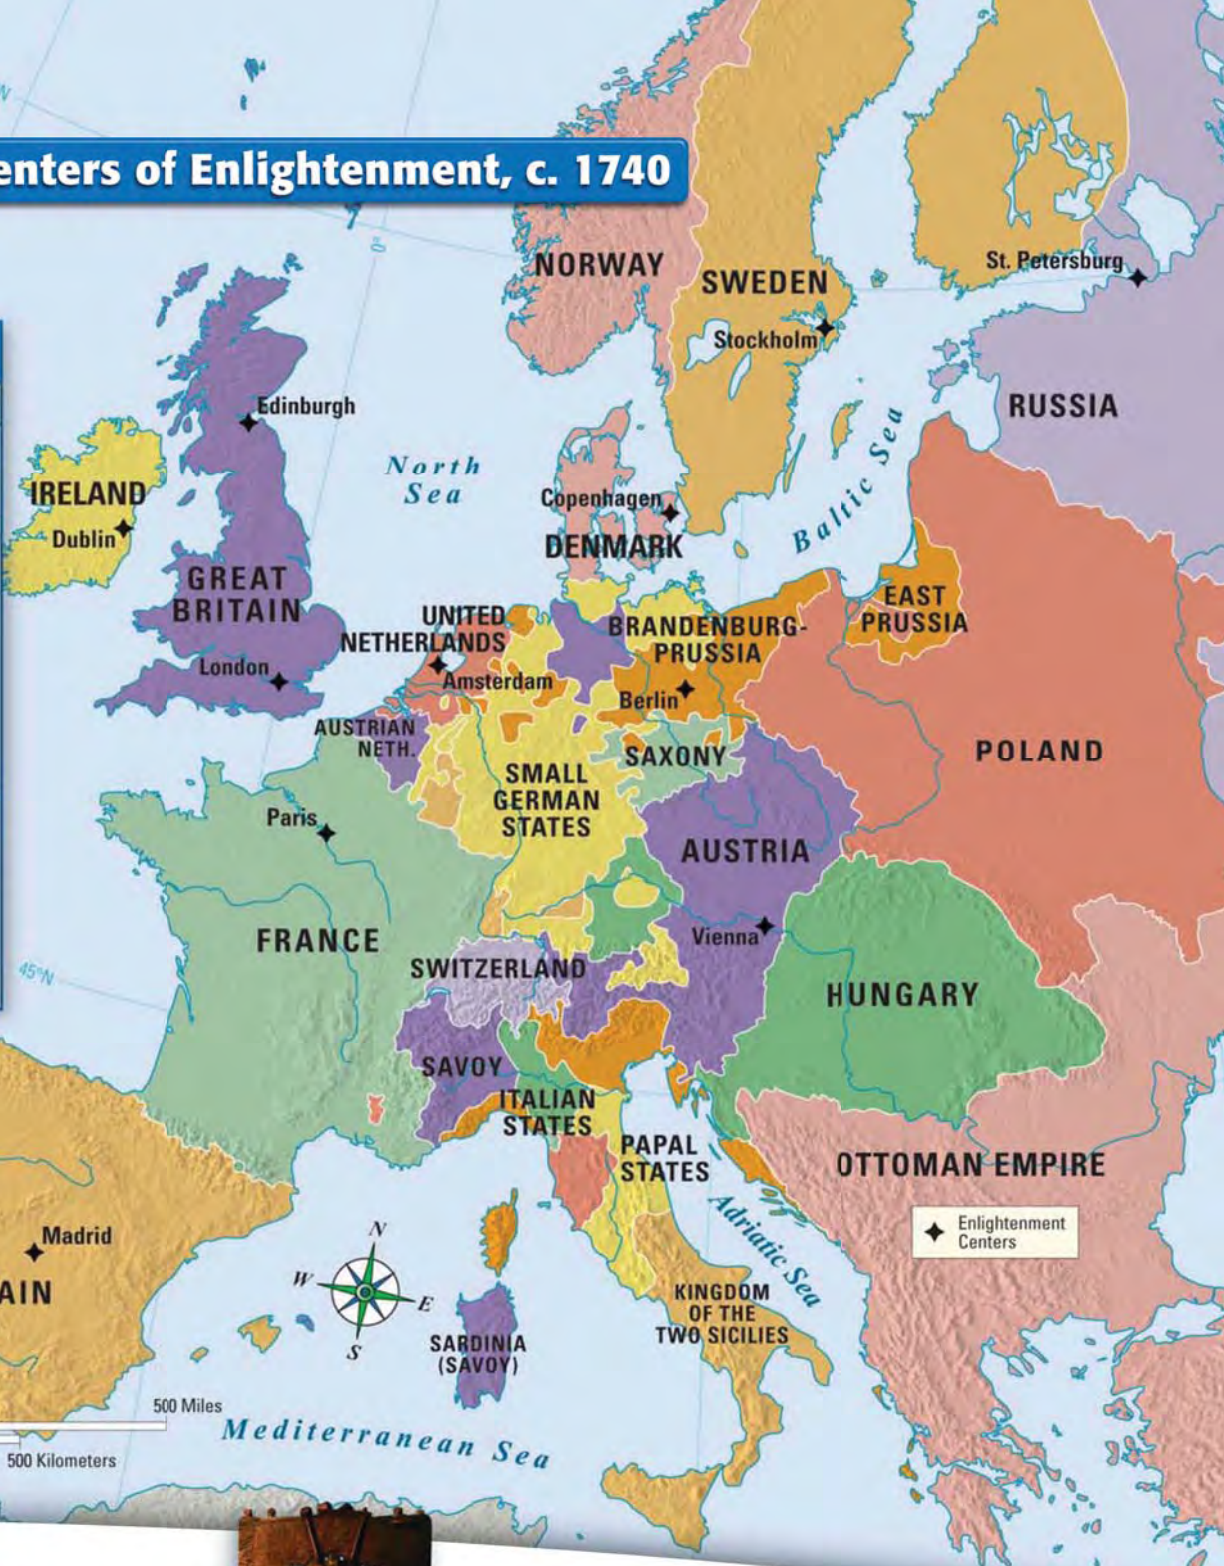 enters of Enlightenment, c. 1740
NORWAY
SWEDEN
St. Petersburg
Stockholm
RUSSIA
Edinburgh
North
Sea
Baltic Sea
IRELAND
Dublin
Copenhagen
DENMARK
GREAT
BRITAIN
London
UNITED
NETHERLANDS
Amsterdam
BRANDENBURG-
PRUSSIA
Berlin
EAST
PRUSSIA
AUSTRIAN
NETH.
SAXONY
POLAND
SMALL
GERMAN
STATES
Paris
AUSTRIA
FRANCE
Vienna
SWITZERLAND
HUNGARY
45°N
0°
N
SAVOY
ITALIAN
STATES
PAPAL
STATES
OTTOMAN EMPIRE
Adriatic Sea
Enlightenment
Centers
Madrid
AIN
N
W
E
S
KINGDOM
OF THE
TWO SICILIES
SARDINIA
(SAVOY)
500 Miles
500 Kilometers
Mediterranean Sea